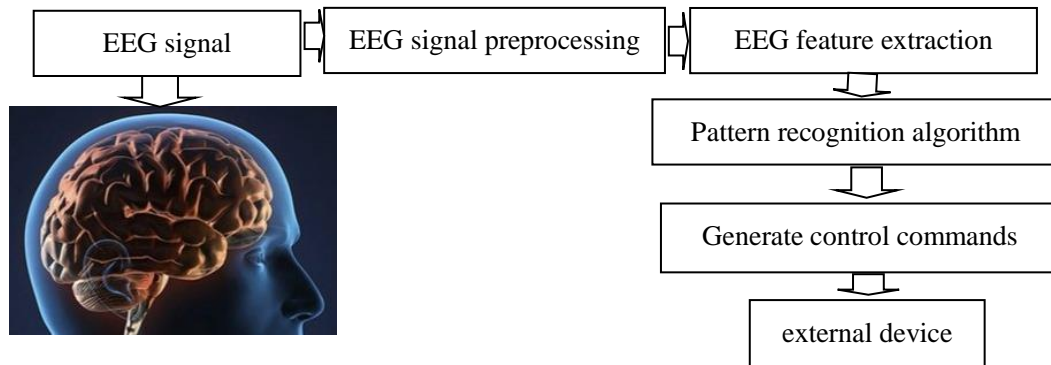 EEG signal
EEG signal preprocessing
EEG feature extraction
Pattern recognition algorithm
Generate control commands
external device